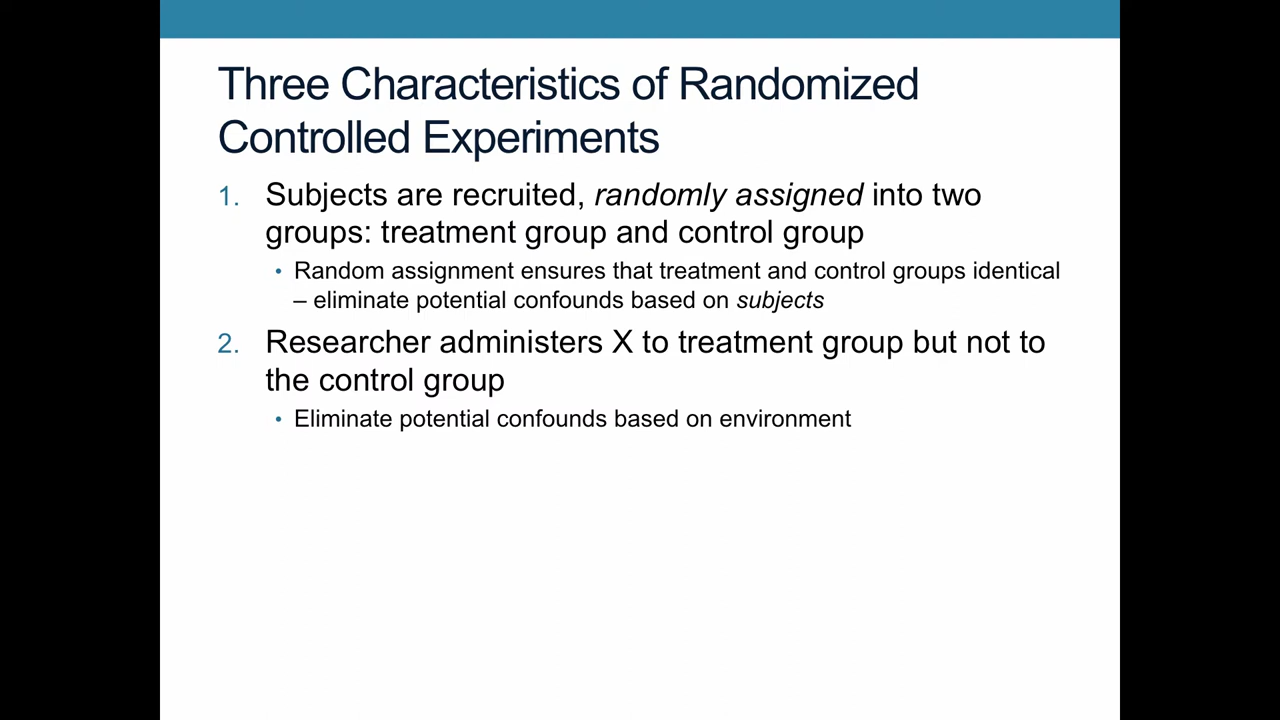 Three Characteristics of Randomized
Controlled Experiments
1. Subjects are recruited, randomly assigned into two
groups: treatment group and control group
• Random assignment ensures that treatment and control groups identical
– eliminate potential confounds based on subjects
2. Researcher administers X to treatment group but not to
the control group
• Eliminate potential confounds based on environment